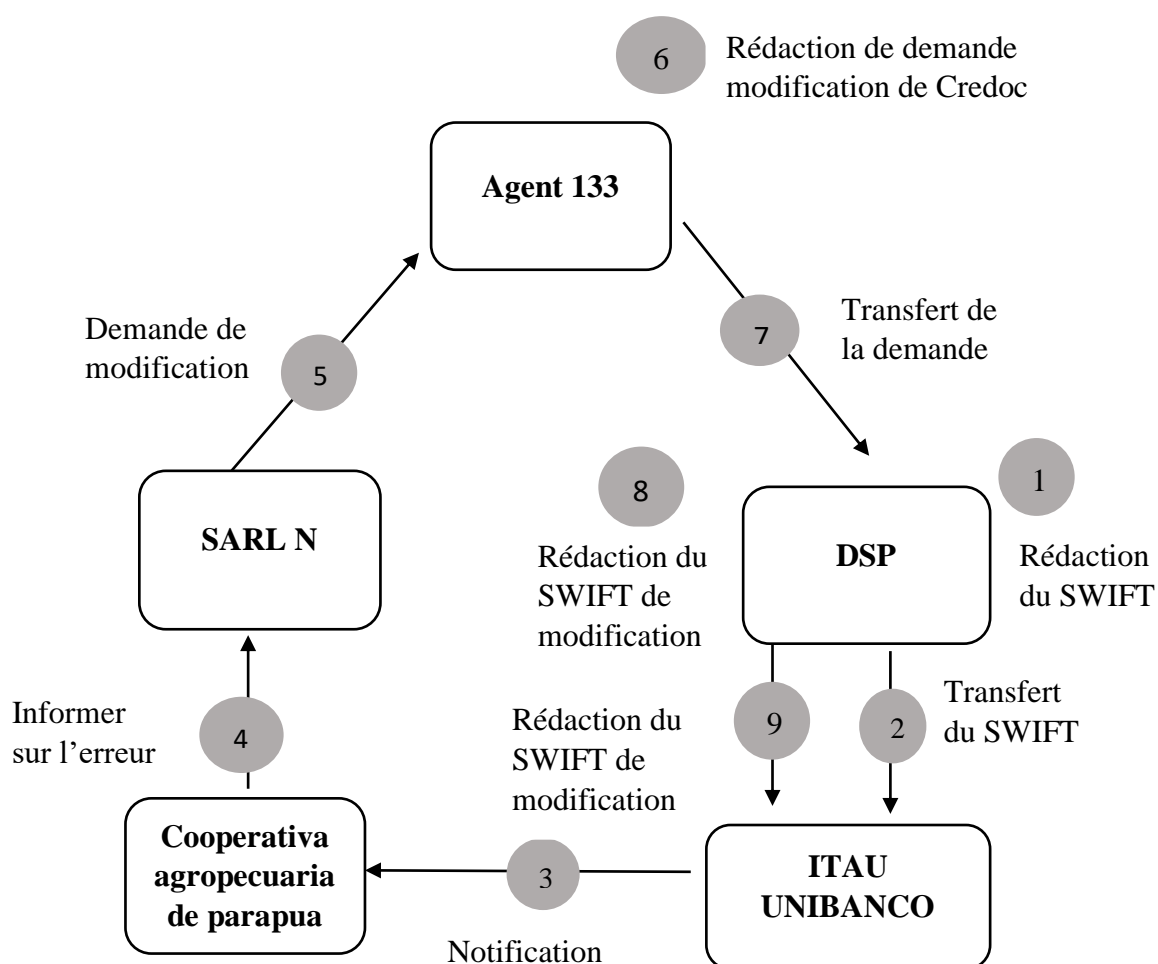 6
Rédaction de demande
modification de Credoc
Agent 133
Demande de
modification
5
7
Transfert de
la demande
SARL N
8
Rédaction du
SWIFT de
modification
DSP
1
Rédaction
du SWIFT
Informer
sur l'erreur
4
Rédaction du
SWIFT de
modification
9
2
Transfert
du SWIFT
Cooperativa
agropecuaria
de parapua
3
Notification
ITAU
UNIBANCO